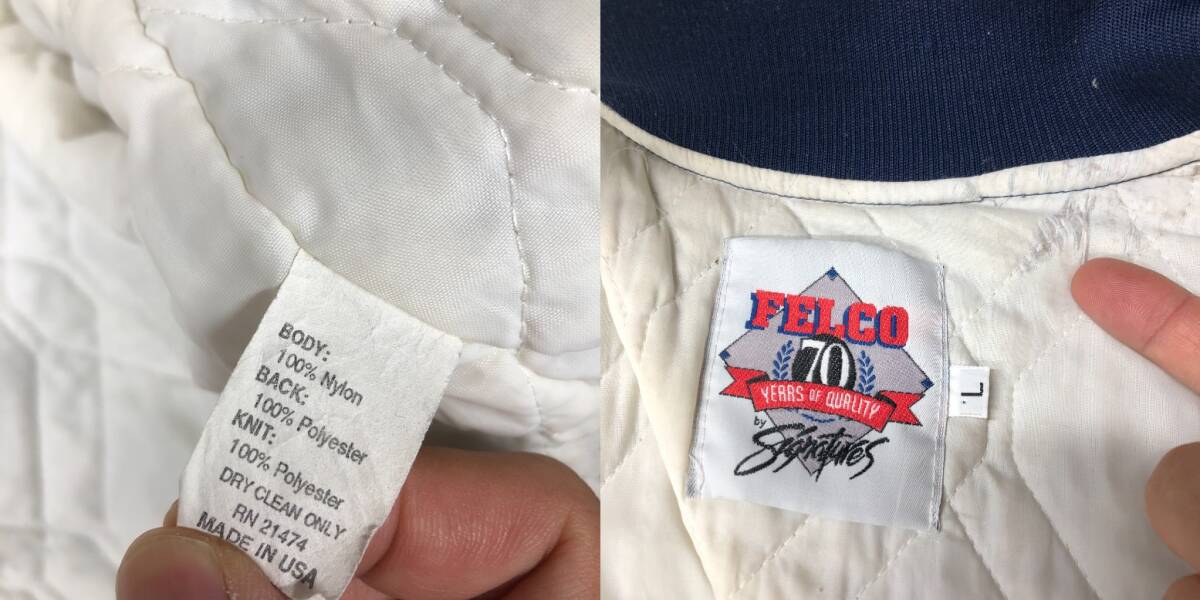 BODY:
100% Nylon
BACK:
100% Polyester
KNIT:
100% Polyester
DRY CLEAN ONLY
RN 21474
MADE IN USA
FELCO
70
YEARS OF QUALITY
by
Signatures
L